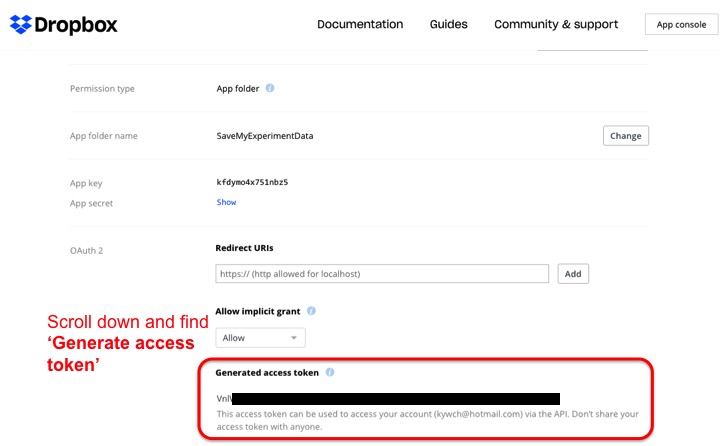 Dropbox Documentation Guides Community & support App console
Permission type App folder
App folder name SaveMyExperimentData Change
App key kfdymo4x751nbz5
App secret Show
OAuth 2 Redirect URIs
https:// (http allowed for localhost) Add
Allow implicit grant
Scroll down and find
‘Generate access
token’
Allow
Generated access token
This access token can be used to access your account (kywch@hotmail.com) via the API. Don't share your
access token with anyone.